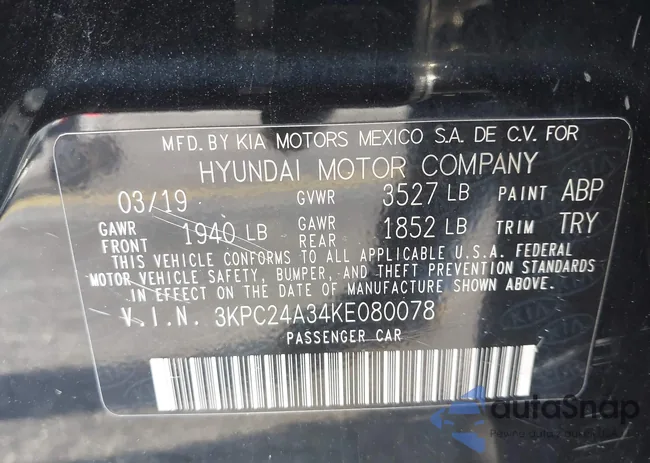 MFD. BY KIA MOTORS MEXICO S.A. DE C.V. FOR
HYUNDAI MOTOR COMPANY
03/19 GVWR 3527 LB PAINT ABP
GAWR FRONT 1940 LB GAWR REAR 1852 LB TRIM TRY
THIS VEHICLE CONFORMS TO ALL APPLICABLE U.S.A. FEDERAL
MOTOR VEHICLE SAFETY, BUMPER, AND THEFT PREVENTION STANDARDS
IN EFFECT ON THE DATE OF MANUFACTURE SHOWN ABOVE.
V.I.N. 3KPC24A34KE080078
PASSENGER CAR
KIA
autoSnap